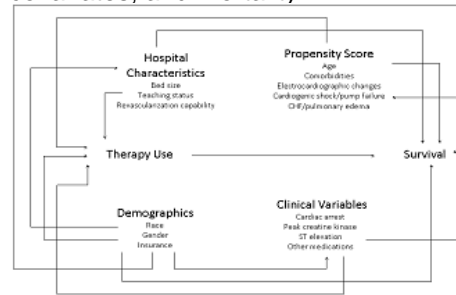 Hospital
Characteristics
Bed size
Teaching status
Revascularization capability
Propensity Score
Age
Comorbidities
Electrocardiographic changes
Cardiogenic shock/pump failure
CHF/pulmonary edema
Therapy Use
Survival
Demographics
Race
Gender
Insurance
Clinical Variables
Cardiac arrest
Peak creatine kinase
ST elevation
Other medications